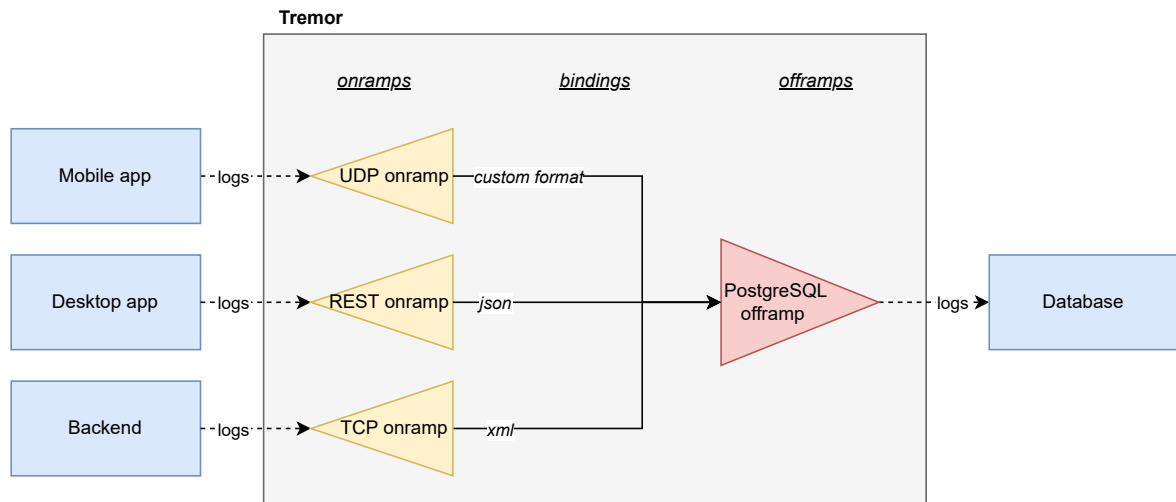 Tremor
onramps
bindings
offramps
Mobile app
logs
UDP onramp
custom format
Desktop app
logs
REST onramp
json
PostgreSQL
offramp
logs
Database
Backend
logs
TCP onramp
xml